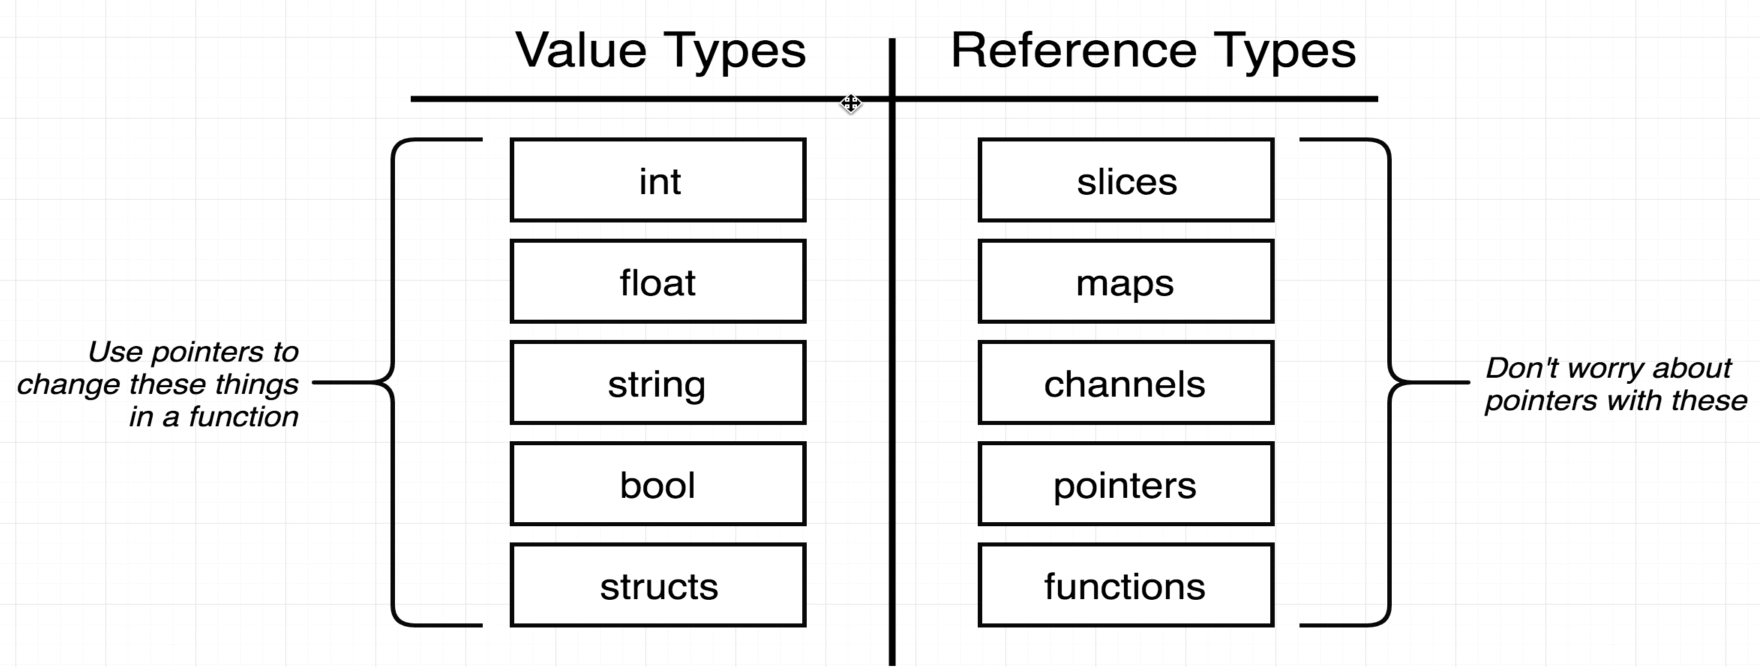 Value Types
Reference Types
int
float
string
bool
structs
slices
maps
channels
pointers
functions
Use pointers to
change these things
in a function
Don't worry about
pointers with these